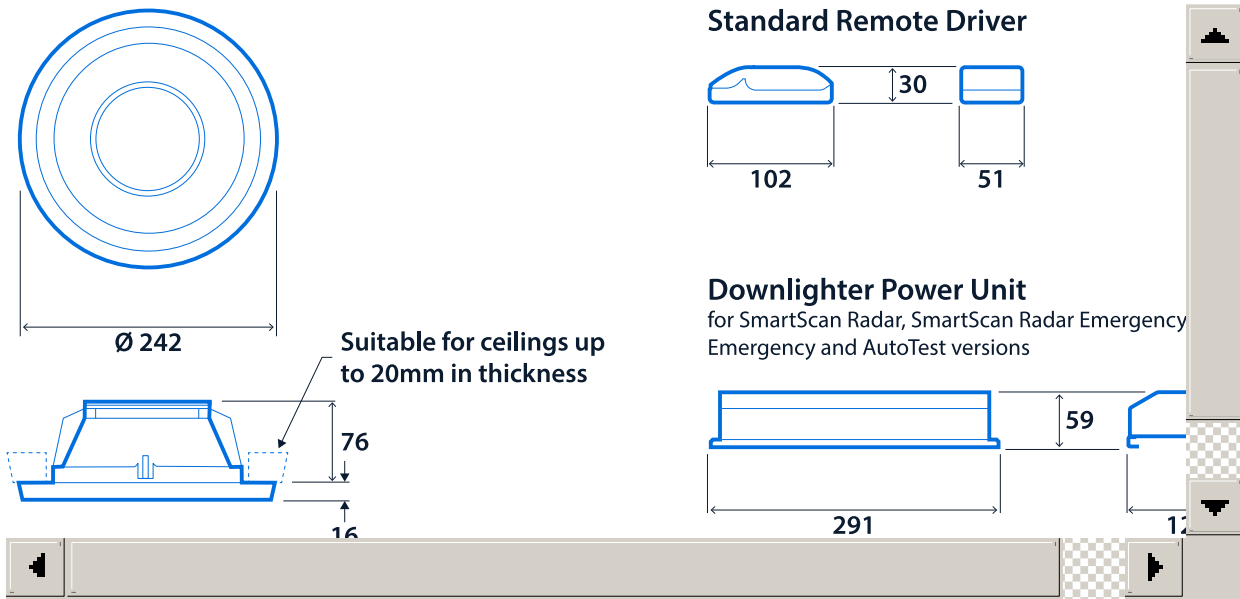 Standard Remote Driver
30
102
51
Ø 242
Suitable for ceilings up
to 20mm in thickness
76
16
Downlighter Power Unit
for SmartScan Radar, SmartScan Radar Emergency
Emergency and AutoTest versions
59
291